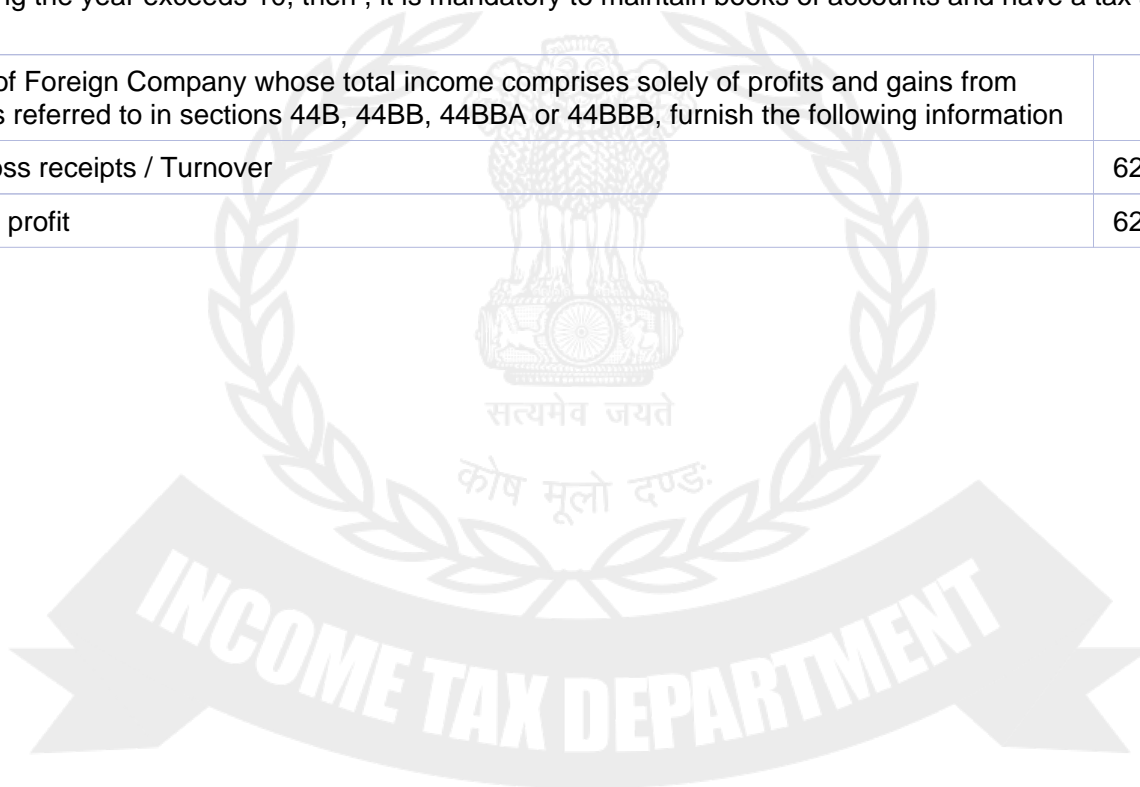 ng the year exceeds 10, then , it is mandatory to maintain books of accounts and have a tax
of Foreign Company whose total income comprises solely of profits and gains from
s referred to in sections 44B, 44BB, 44BBA or 44BBB, furnish the following information
oss receipts / Turnover 62
profit 62
सत्यमेव जयते
कोष मूलो दण्ड:
INCOME TAX DEPARTMENT